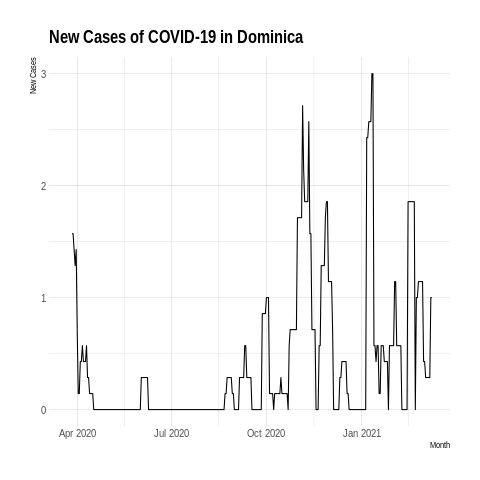 New Cases of COVID-19 in Dominica
New Cases
3
2
1
0
Apr 2020 Jul 2020 Oct 2020 Jan 2021
Month